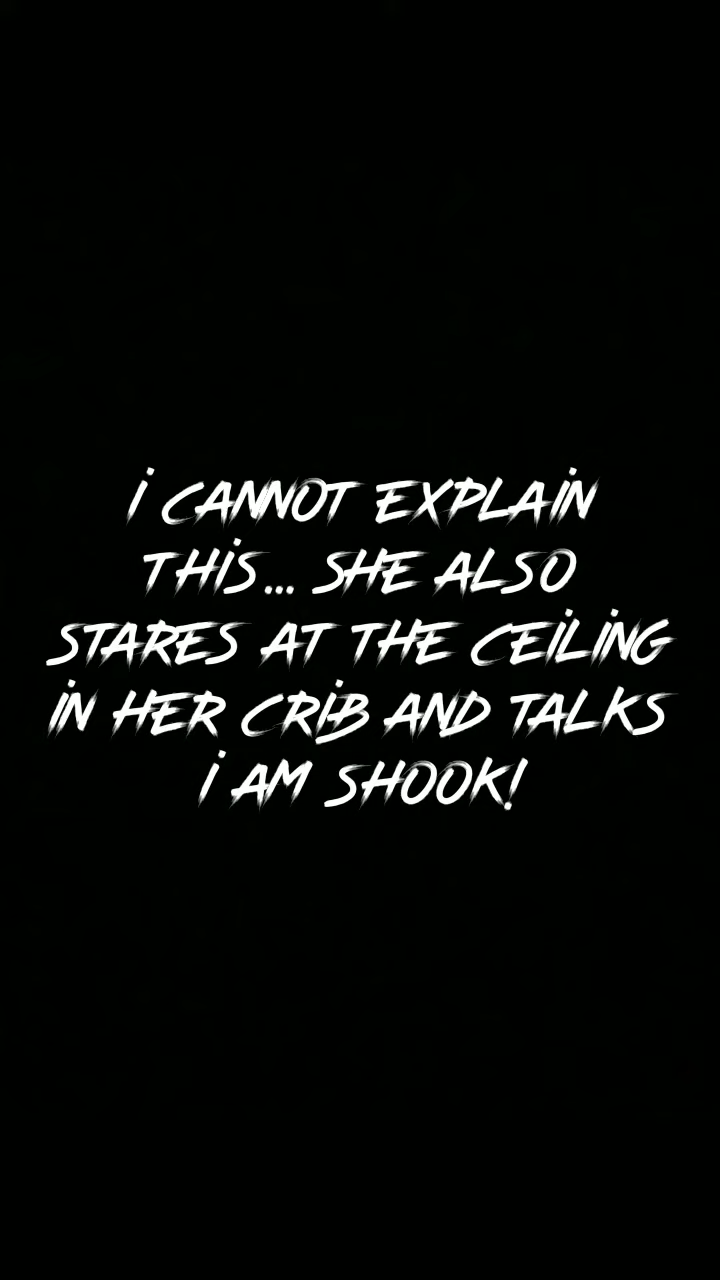 i CANNOT EXPLAiN
THiS... SHE ALSO
STARES AT THE CEiLiNG
iN HER CRiB AND TALKS
i AM SHOOK!